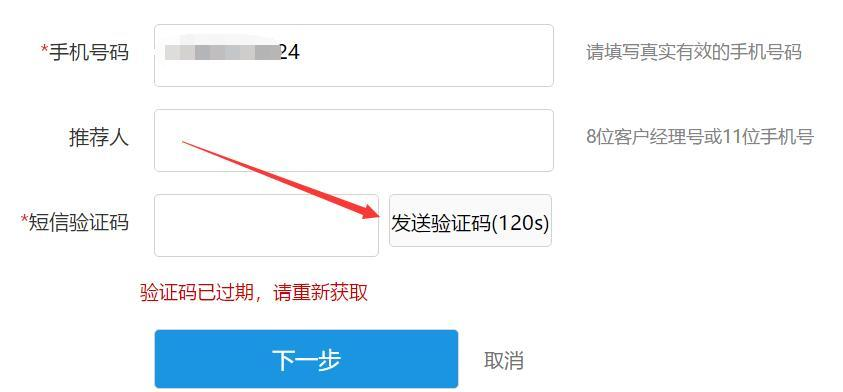 *手机号码 24 请填写真实有效的手机号码
推荐人 8位客户经理号或11位手机号
*短信验证码 发送验证码(120s)
验证码已过期，请重新获取
下一步 取消